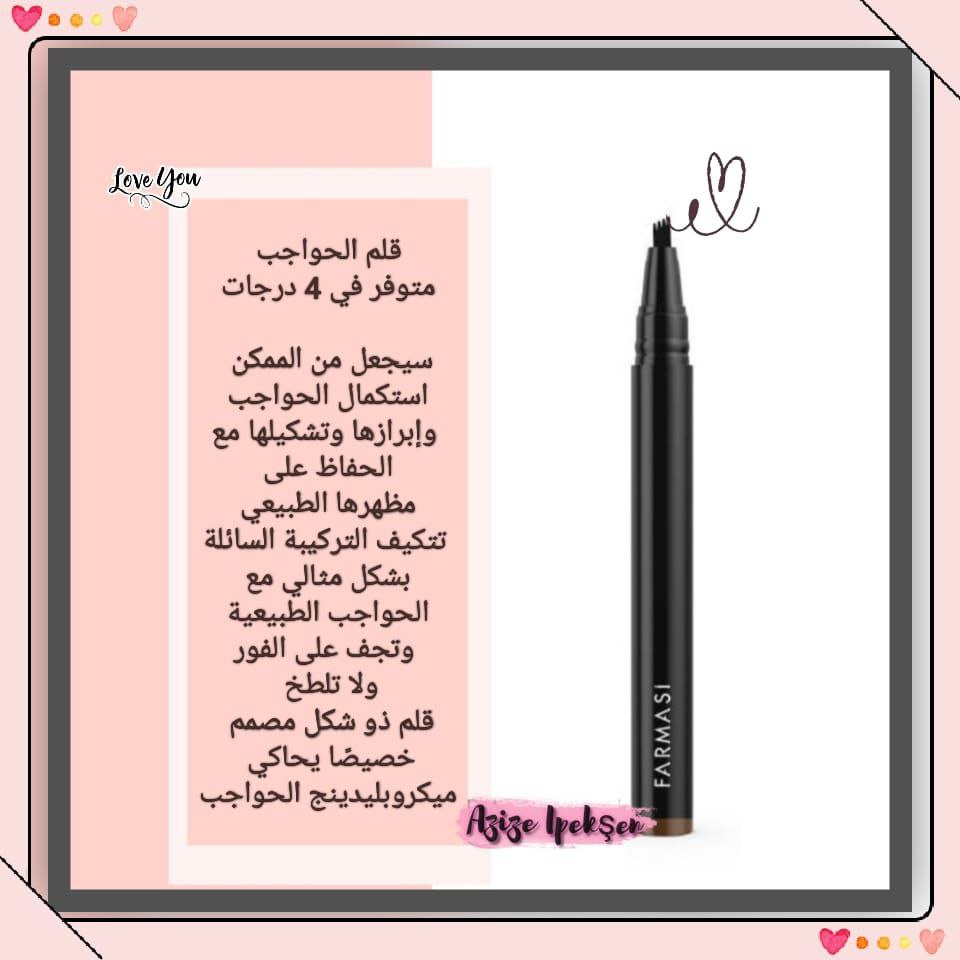 Love You
قلم الحواجب
متوفر في 4 درجات
سيجعل من الممكن
استكمال الحواجب
وإبرازها وتشكيلها مع
الحفاظ على
مظهرها الطبيعي
تتكيف التركيبة السائلة
بشكل مثالي مع
الحواجب الطبيعية
وتجف على الفور
ولا تلطخ
قلم ذو شكل مصمم
خصيصًا يحاكي
ميكروبليدينج الحواجب
FARMASi
Azize Ipekşen